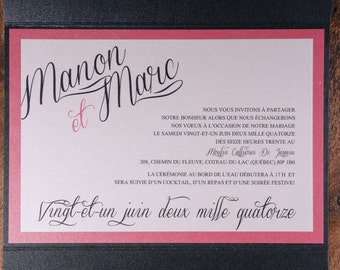 Manon
et Marc
NOUS VOUS INVITONS À PARTAGER
NOTRE BONHEUR ALORS QUE NOUS ÉCHANGERONS
NOS VOEUX À L'OCCASION DE NOTRE MARIAGE
LE SAMEDI VINGT-ET-UN JUIN DEUX MILLE QUATORZE
DÈS SEIZE HEURES TRENTE AU
Moulin De
308, CHEMIN DU FLEUVE, COTEAU-DU-LAC (QUÉBEC) J0P 1B0
LA CÉRÉMONIE AU BORD DE L'EAU DÉBUTERA À 17 H ET
SERA SUIVIE D'UN COCKTAIL, D'UN REPAS ET D'UNE SOIRÉE FESTIVE!
Vingt-et-un juin deux mille quatorze